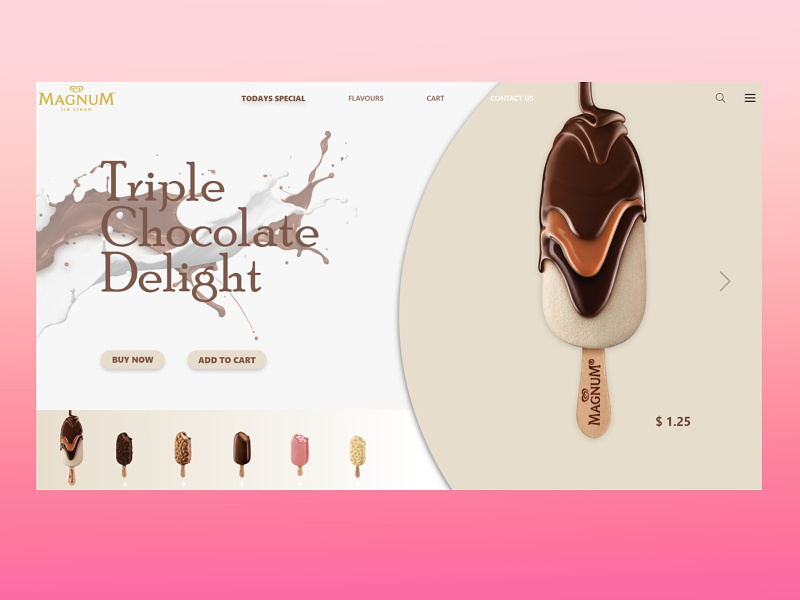 MAGNUM
ice cream
TODAYS SPECIAL
FLAVOURS
CART
CONTACT US
Triple
Chocolate
Delight
BUY NOW
ADD TO CART
MAGNUM®
$ 1.25